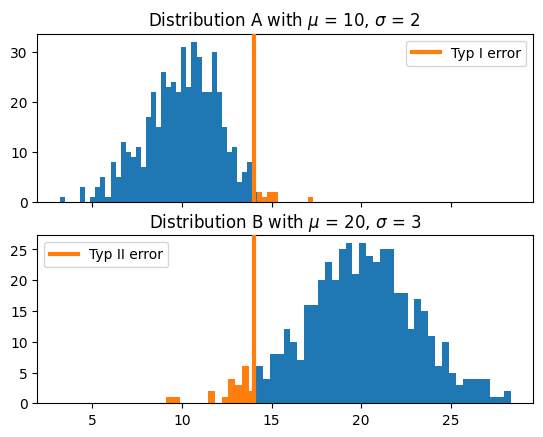 Distribution A with μ = 10, σ = 2
30
20
10
0
Typ I error
Distribution B with μ = 20, σ = 3
25
20
15
10
5
0
Typ II error
5 10 15 20 25